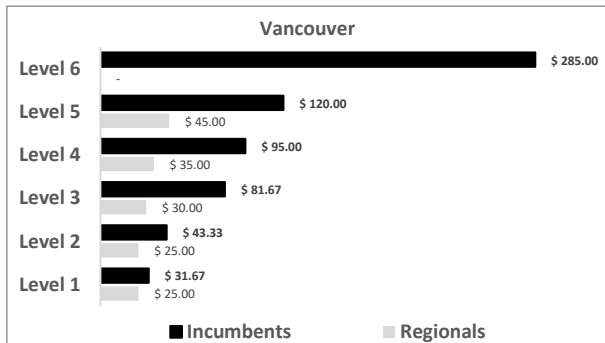 Vancouver
Level 6
$ 285.00
-
Level 5
$ 120.00
$ 45.00
Level 4
$ 95.00
$ 35.00
Level 3
$ 81.67
$ 30.00
Level 2
$ 43.33
$ 25.00
Level 1
$ 31.67
$ 25.00
Incumbents Regionals